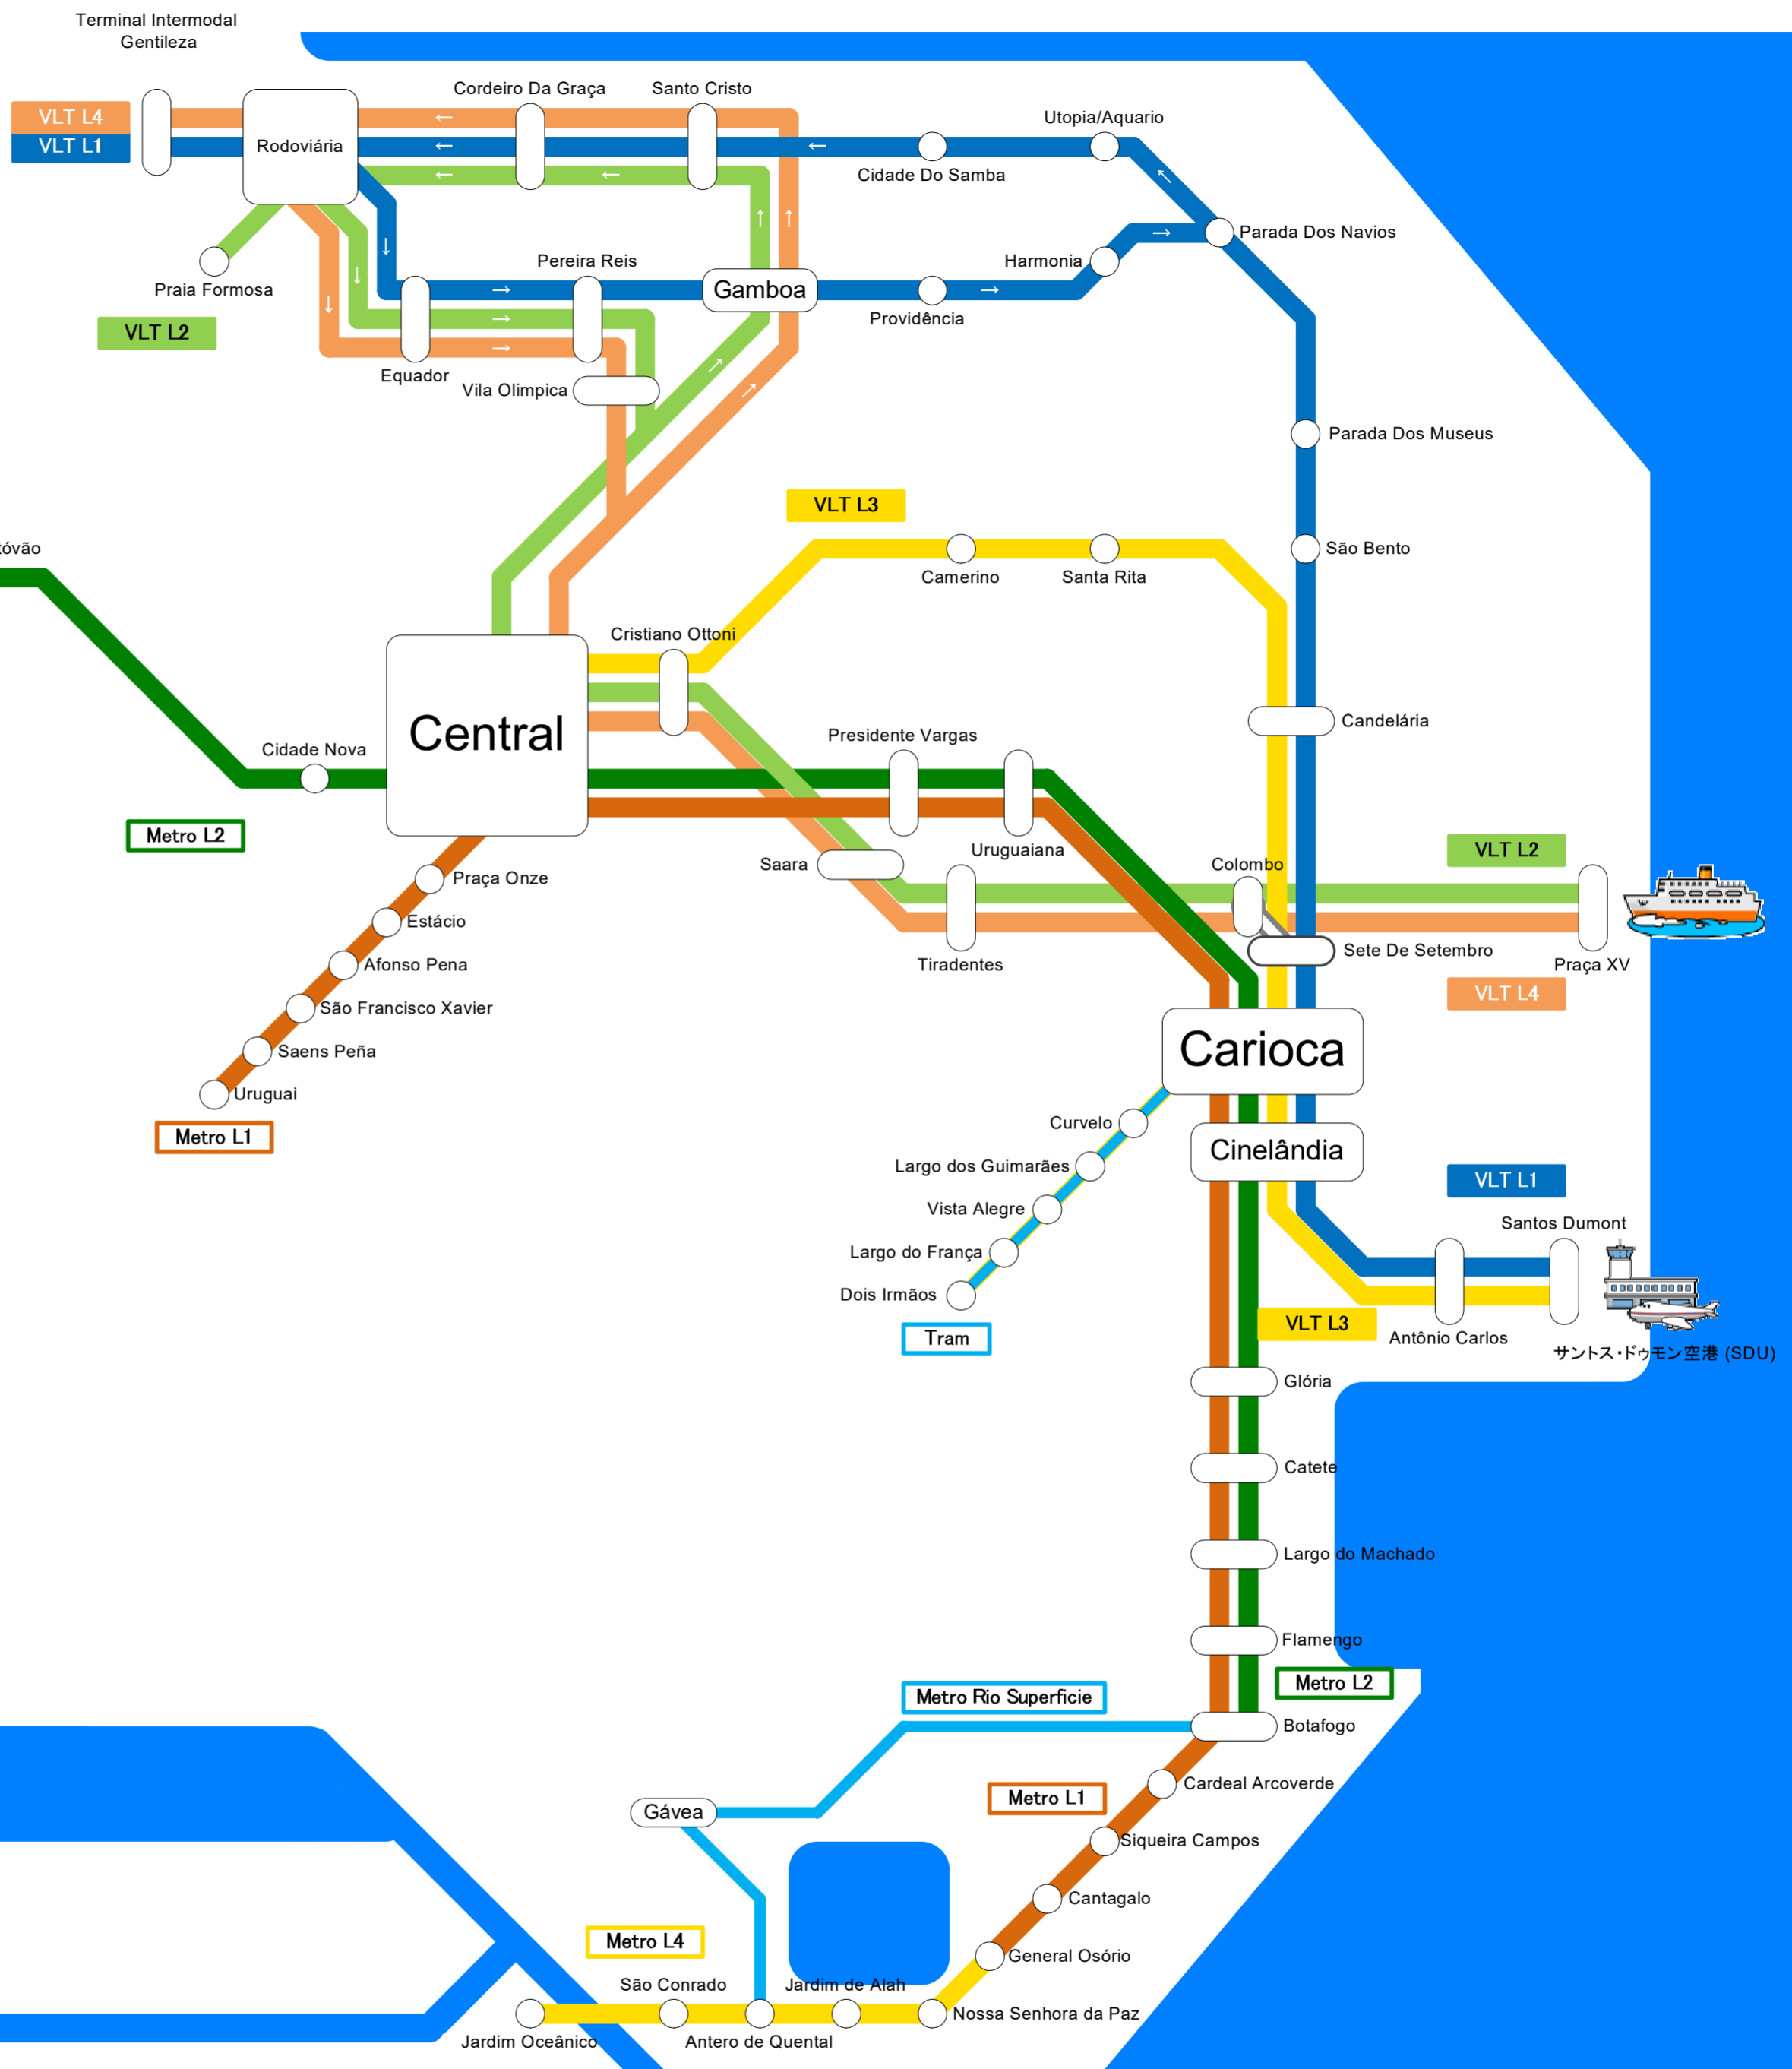 Terminal Intermodal
Gentileza
Cordeiro Da Graça
Santo Cristo
VLT L4
VLT L1
Rodoviária
Utopia/Aquario
Cidade Do Samba
Parada Dos Navios
Praia Formosa
Pereira Reis
Gamboa
Harmonia
Providência
VLT L2
Equador
Vila Olimpica
Parada Dos Museus
VLT L3
tóvão
Camerino
Santa Rita
São Bento
Cristiano Ottoni
Central
Candelária
Cidade Nova
Presidente Vargas
Metro L2
Uruguaiana
Saara
Colombo
VLT L2
Praça Onze
Estácio
Afonso Pena
Tiradentes
Sete De Setembro
Praça XV
VLT L4
São Francisco Xavier
Saens Peña
Uruguai
Metro L1
Carioca
Curvelo
Cinelândia
Largo dos Guimarães
VLT L1
Vista Alegre
Santos Dumont
Largo do França
Dois Irmãos
Tram
VLT L3
Antônio Carlos
サントス・ドゥモン空港 (SDU)
Glória
Catete
Largo do Machado
Flamengo
Metro L2
Metro Rio Superficie
Botafogo
Cardeal Arcoverde
Metro L1
Gávea
Siqueira Campos
Cantagalo
Metro L4
General Osório
São Conrado
Jardim de Alah
Nossa Senhora da Paz
Jardim Oceânico
Antero de Quental